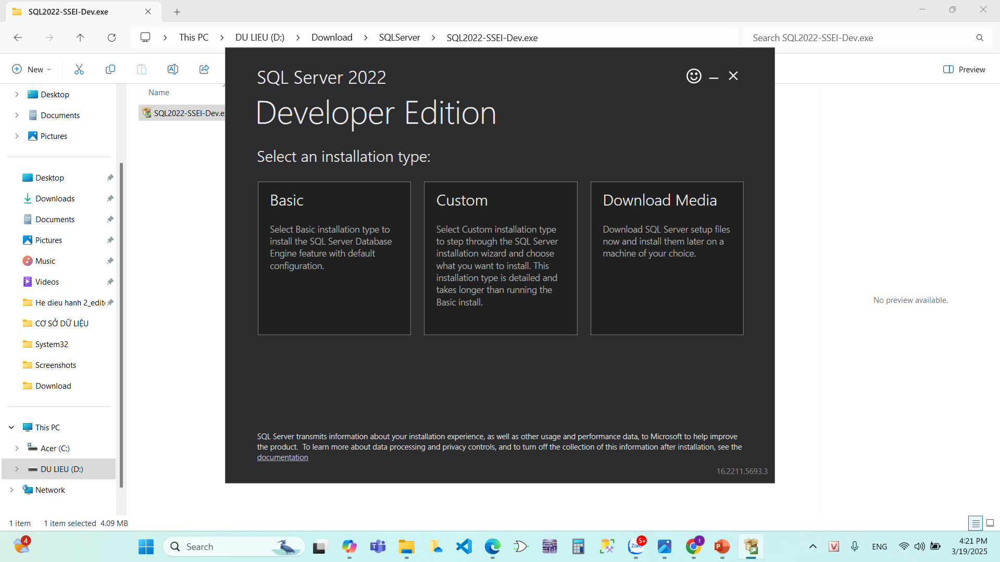 SQL2022-SSEI-Dev.exe
This PC
DU LIEU (D:)
Download
SQLServer
SQL2022-SSEI-Dev.exe
Search SQL2022-SSEI-Dev.exe
New
Preview
Desktop
Documents
Pictures
Desktop
Downloads
Documents
Pictures
Music
Videos
He dieu hanh 2_edit
CƠ SỞ DỮ LIỆU
System32
Screenshots
Download
This PC
Acer (C:)
DU LIEU (D:)
Network
Name
SQL2022-SSEI-Dev.e
SQL Server 2022
Developer Edition
Select an installation type:
Basic
Select Basic installation type to
install the SQL Server Database
Engine feature with default
configuration.
Custom
Select Custom installation type
to step through the SQL Server
installation wizard and choose
what you want to install. This
installation type is detailed and
takes longer than running the
Basic install.
Download Media
Download SQL Server setup files
now and install them later on a
machine of your choice.
SQL Server transmits information about your installation experience, as well as other usage and performance data, to Microsoft to help improve
the product.  To learn more about data processing and privacy controls, and to turn off the collection of this information after installation, see the
documentation
16.2211.5693.3
No preview available.
1 item
1 item selected 4.09 MB
4
Search
Zalo
5+
t
P
V
ENG
4:21 PM
3/19/2025